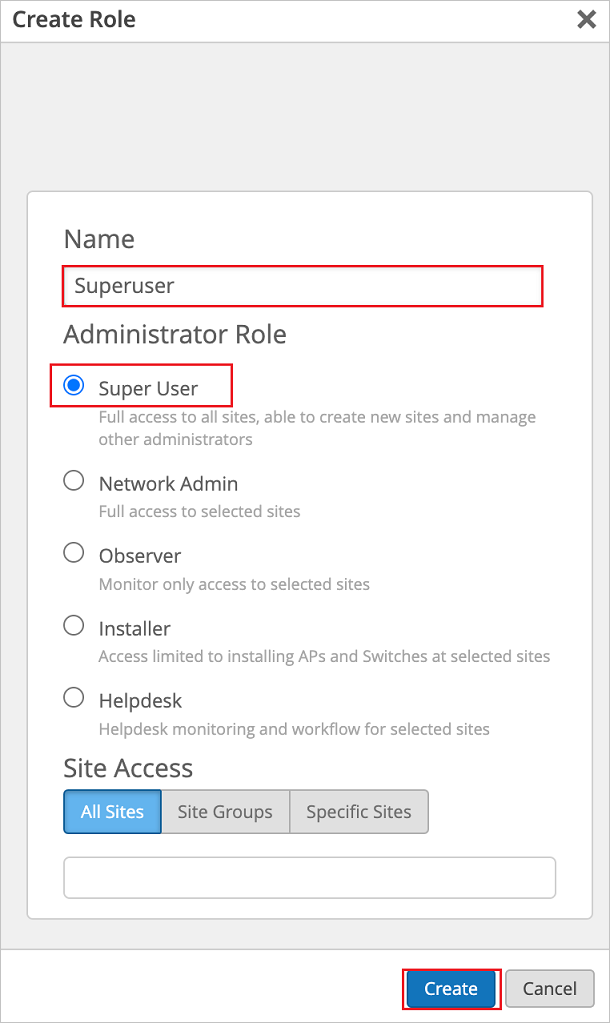 Create Role
Name
Superuser
Administrator Role
Super User
Full access to all sites, able to create new sites and manage
other administrators
Network Admin
Full access to selected sites
Observer
Monitor only access to selected sites
Installer
Access limited to installing APs and Switches at selected sites
Helpdesk
Helpdesk monitoring and workflow for selected sites
Site Access
All Sites Site Groups Specific Sites
Create Cancel